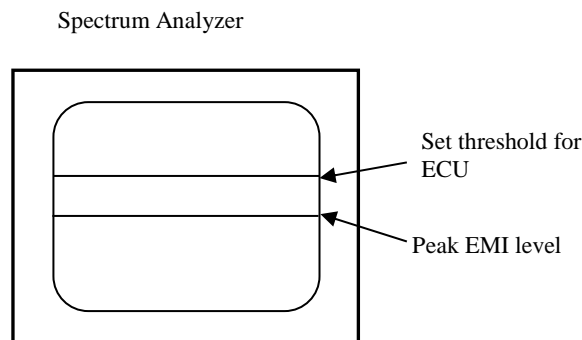 Spectrum Analyzer
Set threshold for
ECU
Peak EMI level